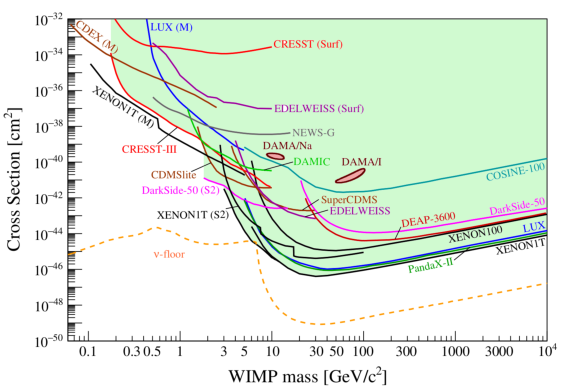 10−32
10−34
10−36
10−38
10−40
10−42
10−44
10−46
10−48
10−50
Cross Section [cm2]
CDEX (M)
LUX (M)
CRESST (Surf)
XENON1T (M)
EDELWEISS (Surf)
NEWS-G
CRESST-III
DAMA/Na
DAMIC
DAMA/I
COSINE-100
CDMSlite
DarkSide-50 (S2)
SuperCDMS
EDELWEISS
XENON1T (S2)
DEAP-3600
DarkSide-50
XENON100
LUX
XENON1T
PandaX-II
ν-floor
0.1 0.3 0.5 1 3 5 10 30 50 100 300 1000 3000 104
WIMP mass [GeV/c2]